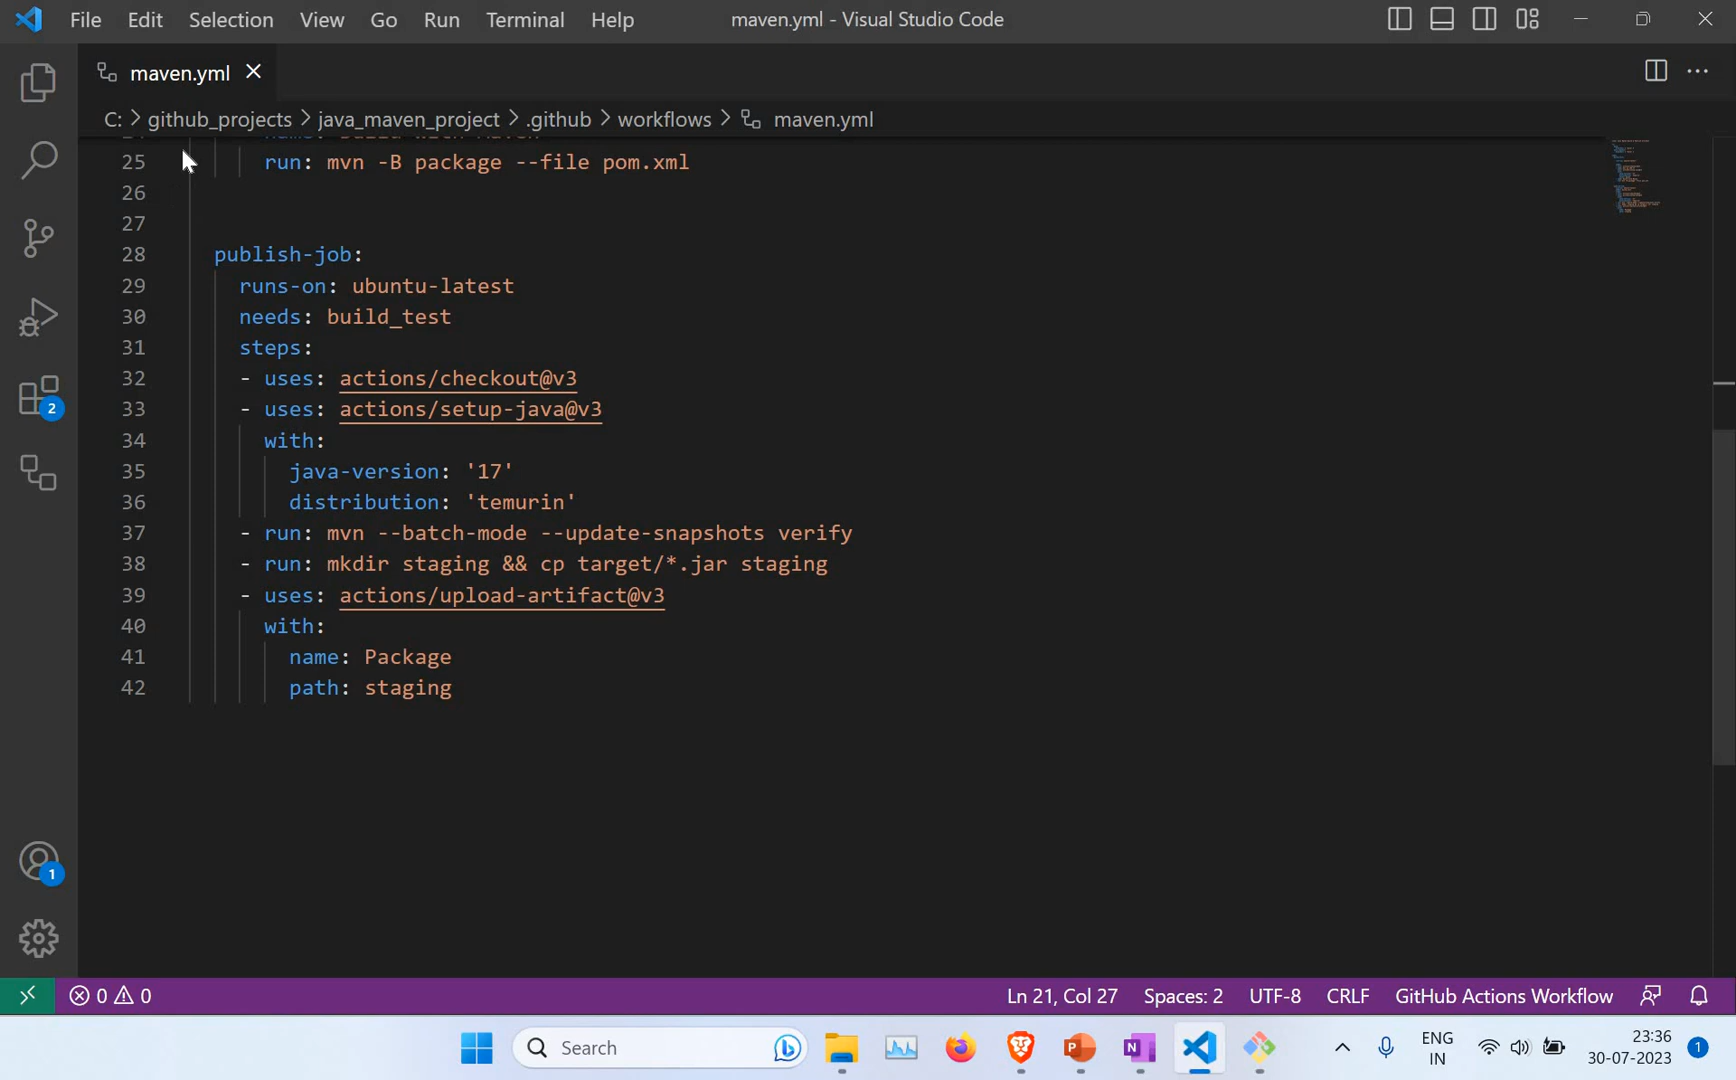 File Edit Selection View Go Run Terminal Help maven.yml - Visual Studio Code
maven.yml
C: > github_projects > java_maven_project > .github > workflows > maven.yml
25 run: mvn -B package --file pom.xml
26
27
28 publish-job:
29 runs-on: ubuntu-latest
30 needs: build_test
31 steps:
32 - uses: actions/checkout@v3
33 - uses: actions/setup-java@v3
34 with:
35 java-version: '17'
36 distribution: 'temurin'
37 - run: mvn --batch-mode --update-snapshots verify
38 - run: mkdir staging && cp target/*.jar staging
39 - uses: actions/upload-artifact@v3
40 with:
41 name: Package
42 path: staging
2
1
0 0 Ln 21, Col 27 Spaces: 2 UTF-8 CRLF GitHub Actions Workflow
Search ENG 23:36
IN 30-07-2023 1